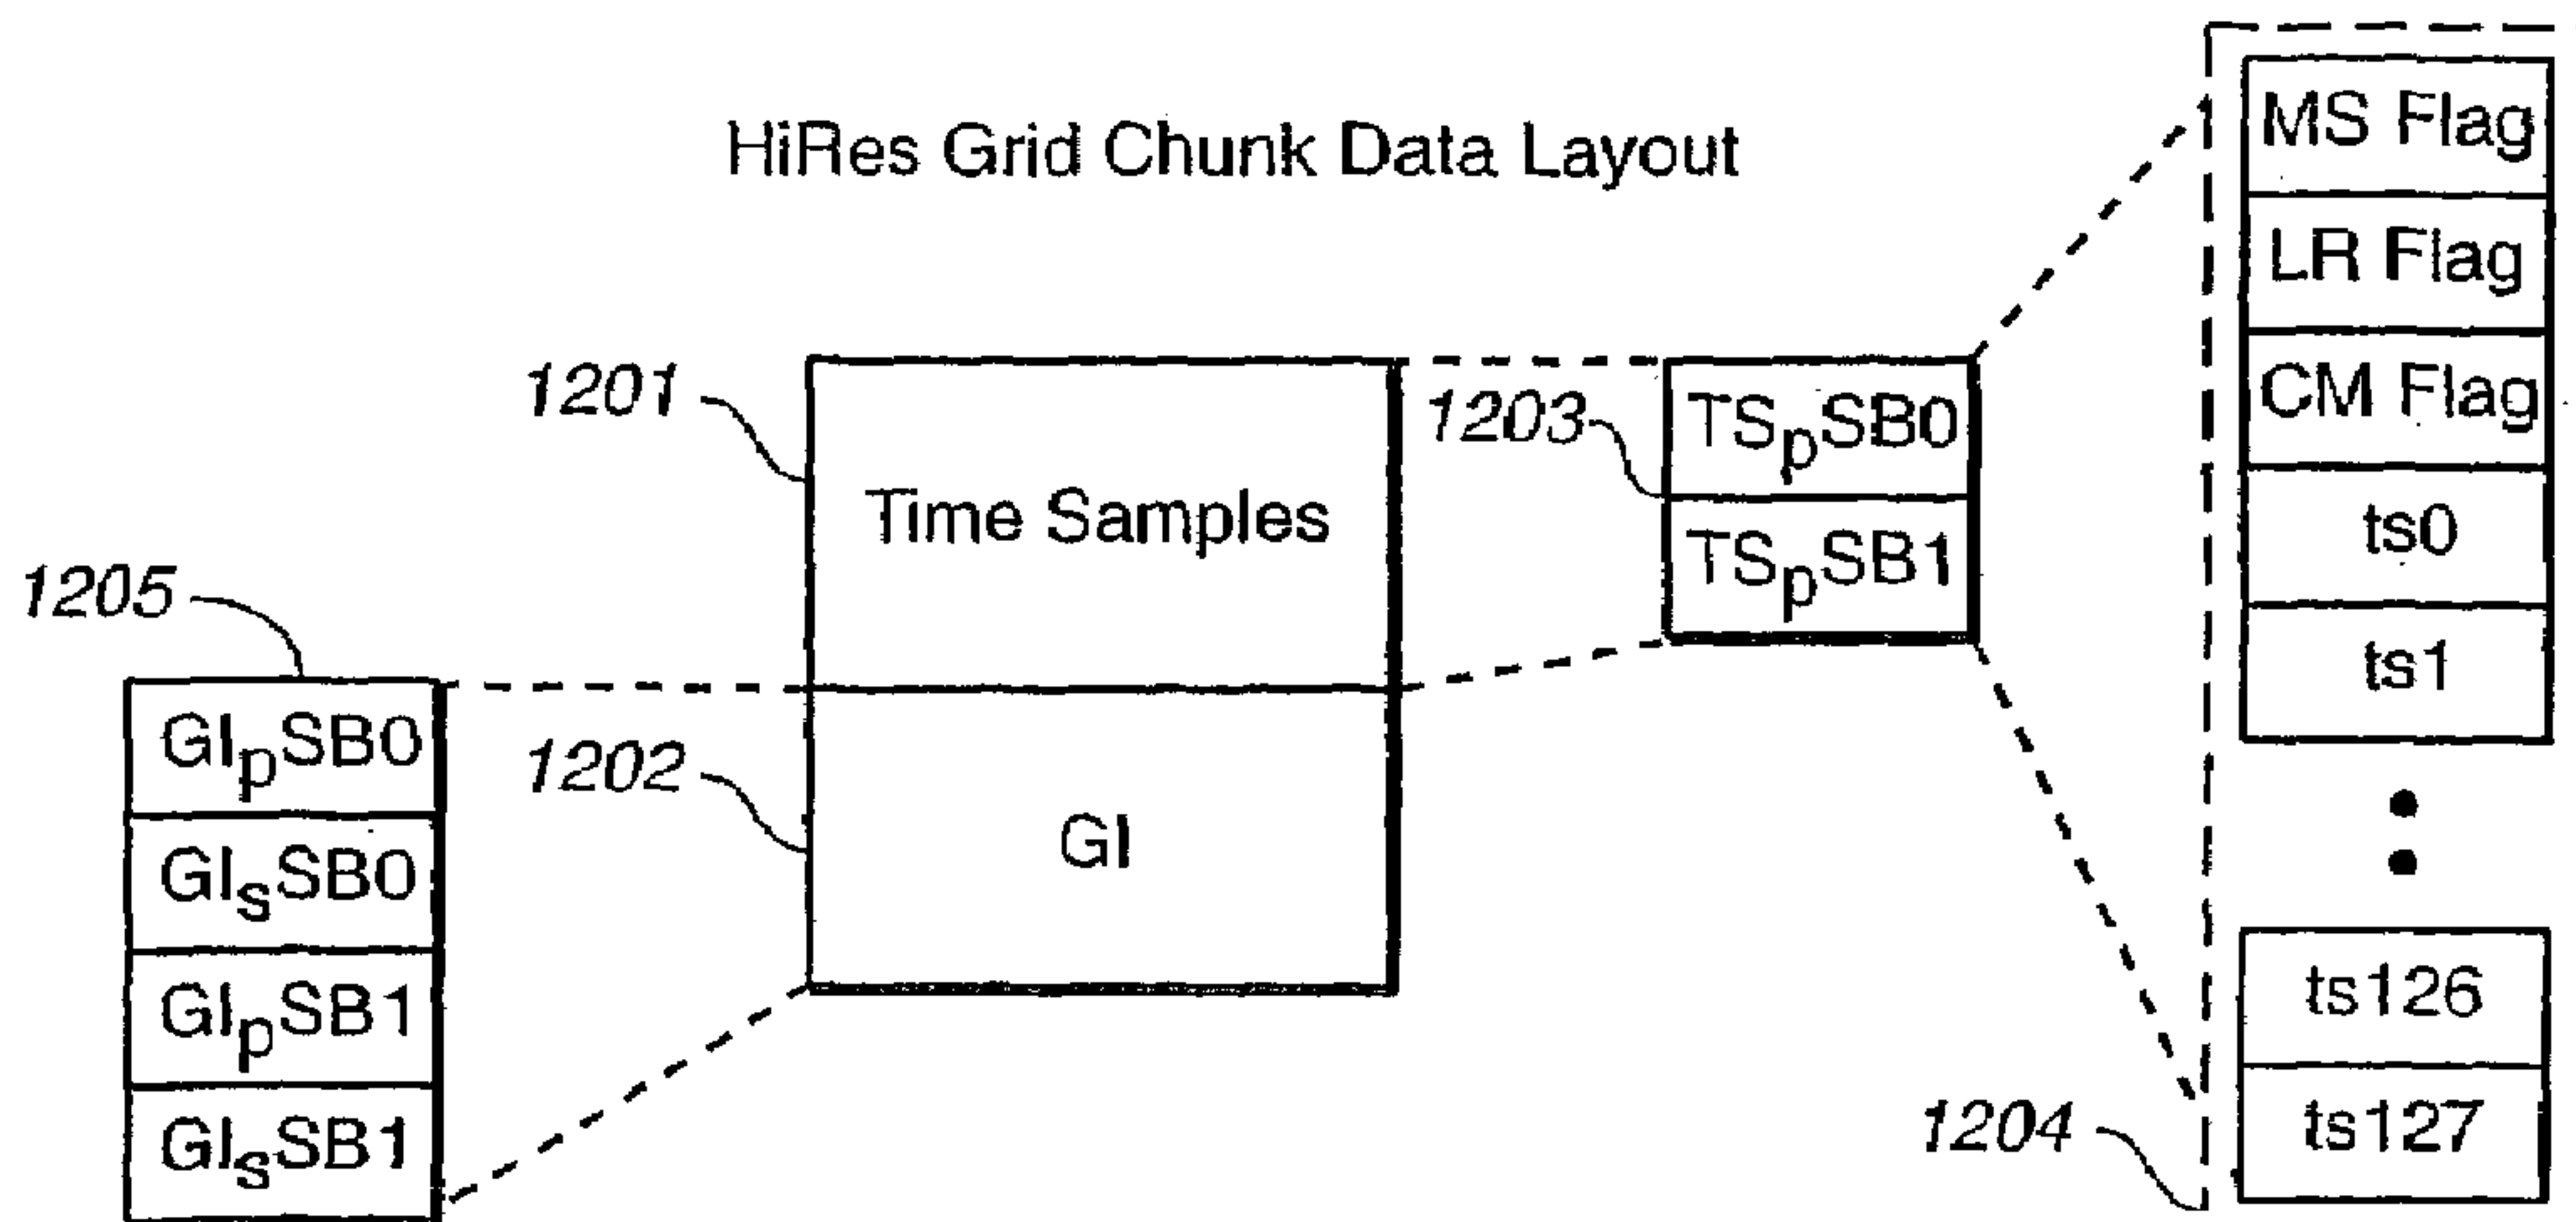 HiRes Grid Chunk Data Layout
1205
GIpSB0
GIsSB0
GIpSB1
GIsSB1
1201
Time Samples
1202
GI
1203
TSpSB0
TSpSB1
MS Flag
LR Flag
CM Flag
ts0
ts1
ts126
ts127
1204